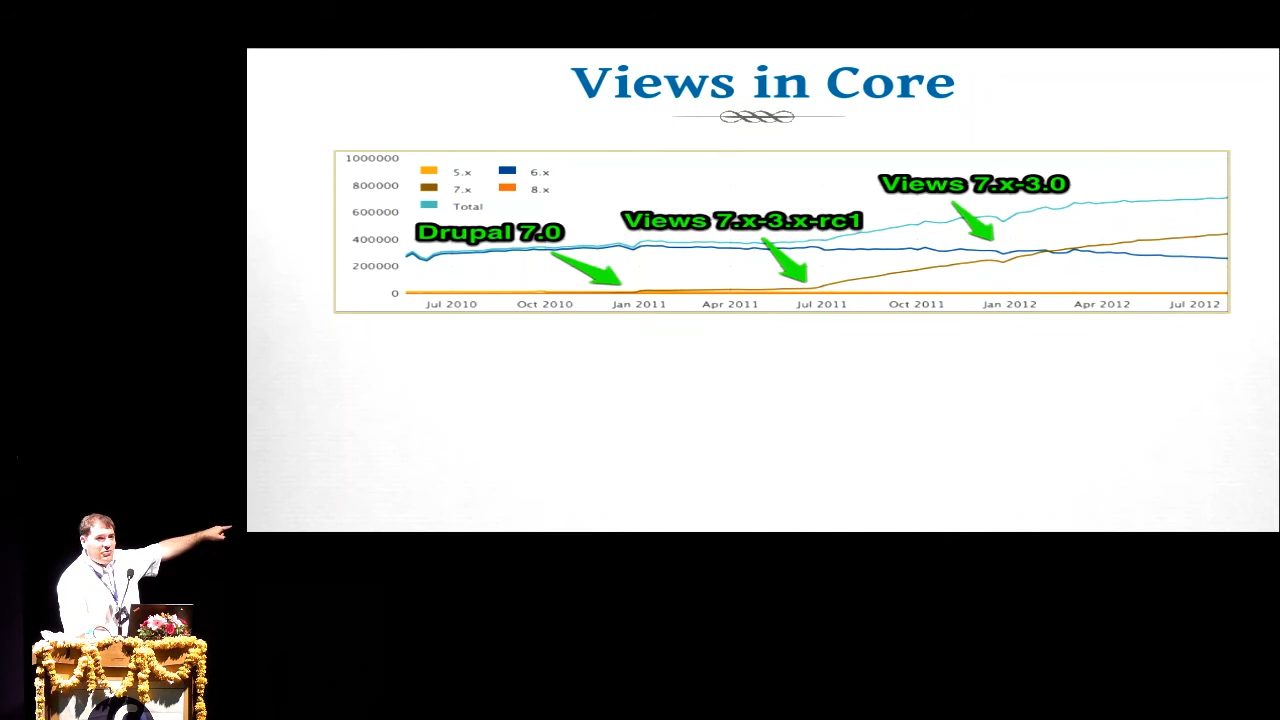 Views in Core
1000000
800000
600000
400000
200000
0
5.x
6.x
7.x
8.x
Total
Drupal 7.0
Views 7.x-3.x-rc1
Views 7.x-3.0
Jul 2010
Oct 2010
Jan 2011
Apr 2011
Jul 2011
Oct 2011
Jan 2012
Apr 2012
Jul 2012